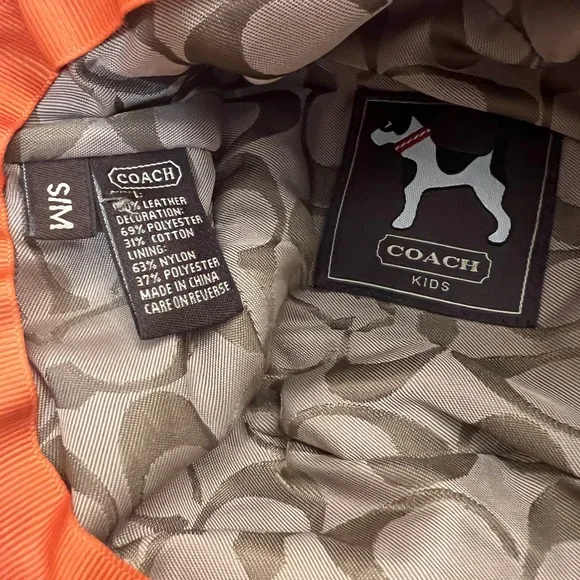 S/M
COACH
LEATHER
DECORATION:
69% POLYESTER
31% COTTON
LINING:
63% NYLON
37% POLYESTER
MADE IN CHINA
CARE ON REVERSE
COACH
KIDS